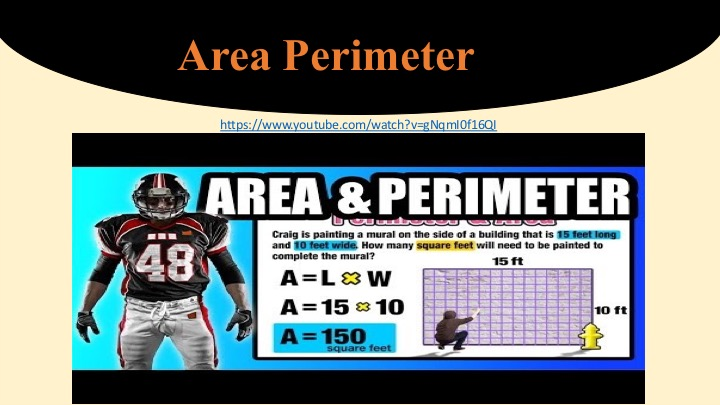 Area Perimeter
https://www.youtube.com/watch?v=gNqmI0f16QI
AREA & PERIMETER
Perimeter & Area
Craig is painting a mural on the side of a building that is 15 feet long
and 10 feet wide. How many square feet will need to be painted to
complete the mural?
15 ft
A = L × W
A = 15 × 10
10 ft
A = 150
square feet
48